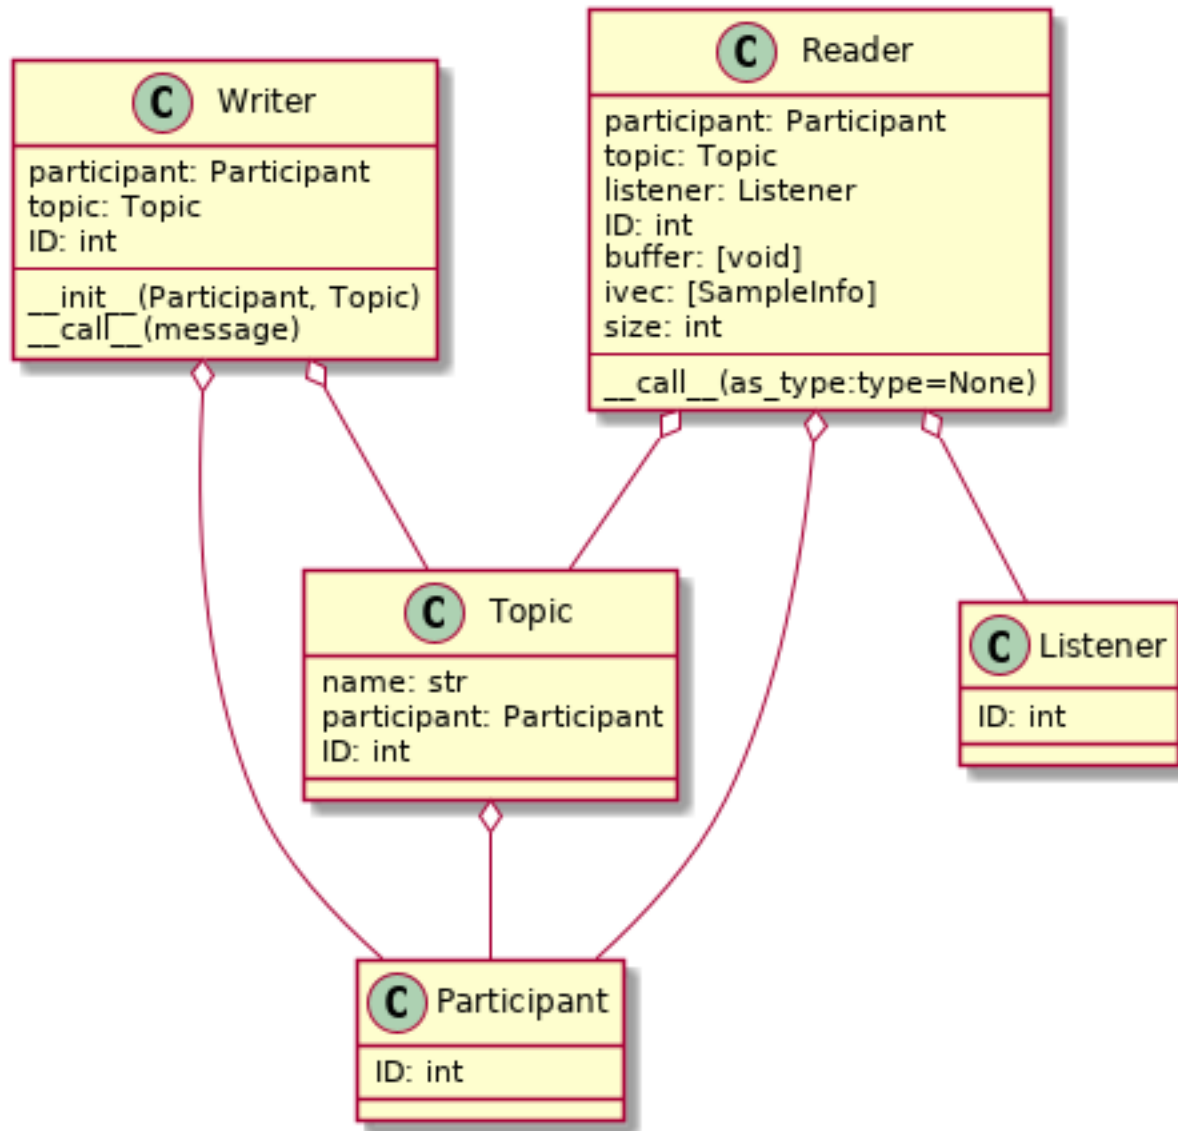 C Writer
participant: Participant
topic: Topic
ID: int
__init__(Participant, Topic)
__call__(message)
C Reader
participant: Participant
topic: Topic
listener: Listener
ID: int
buffer: [void]
ivec: [SampleInfo]
size: int
__call__(as_type:type=None)
C Topic
name: str
participant: Participant
ID: int
C Listener
ID: int
C Participant
ID: int